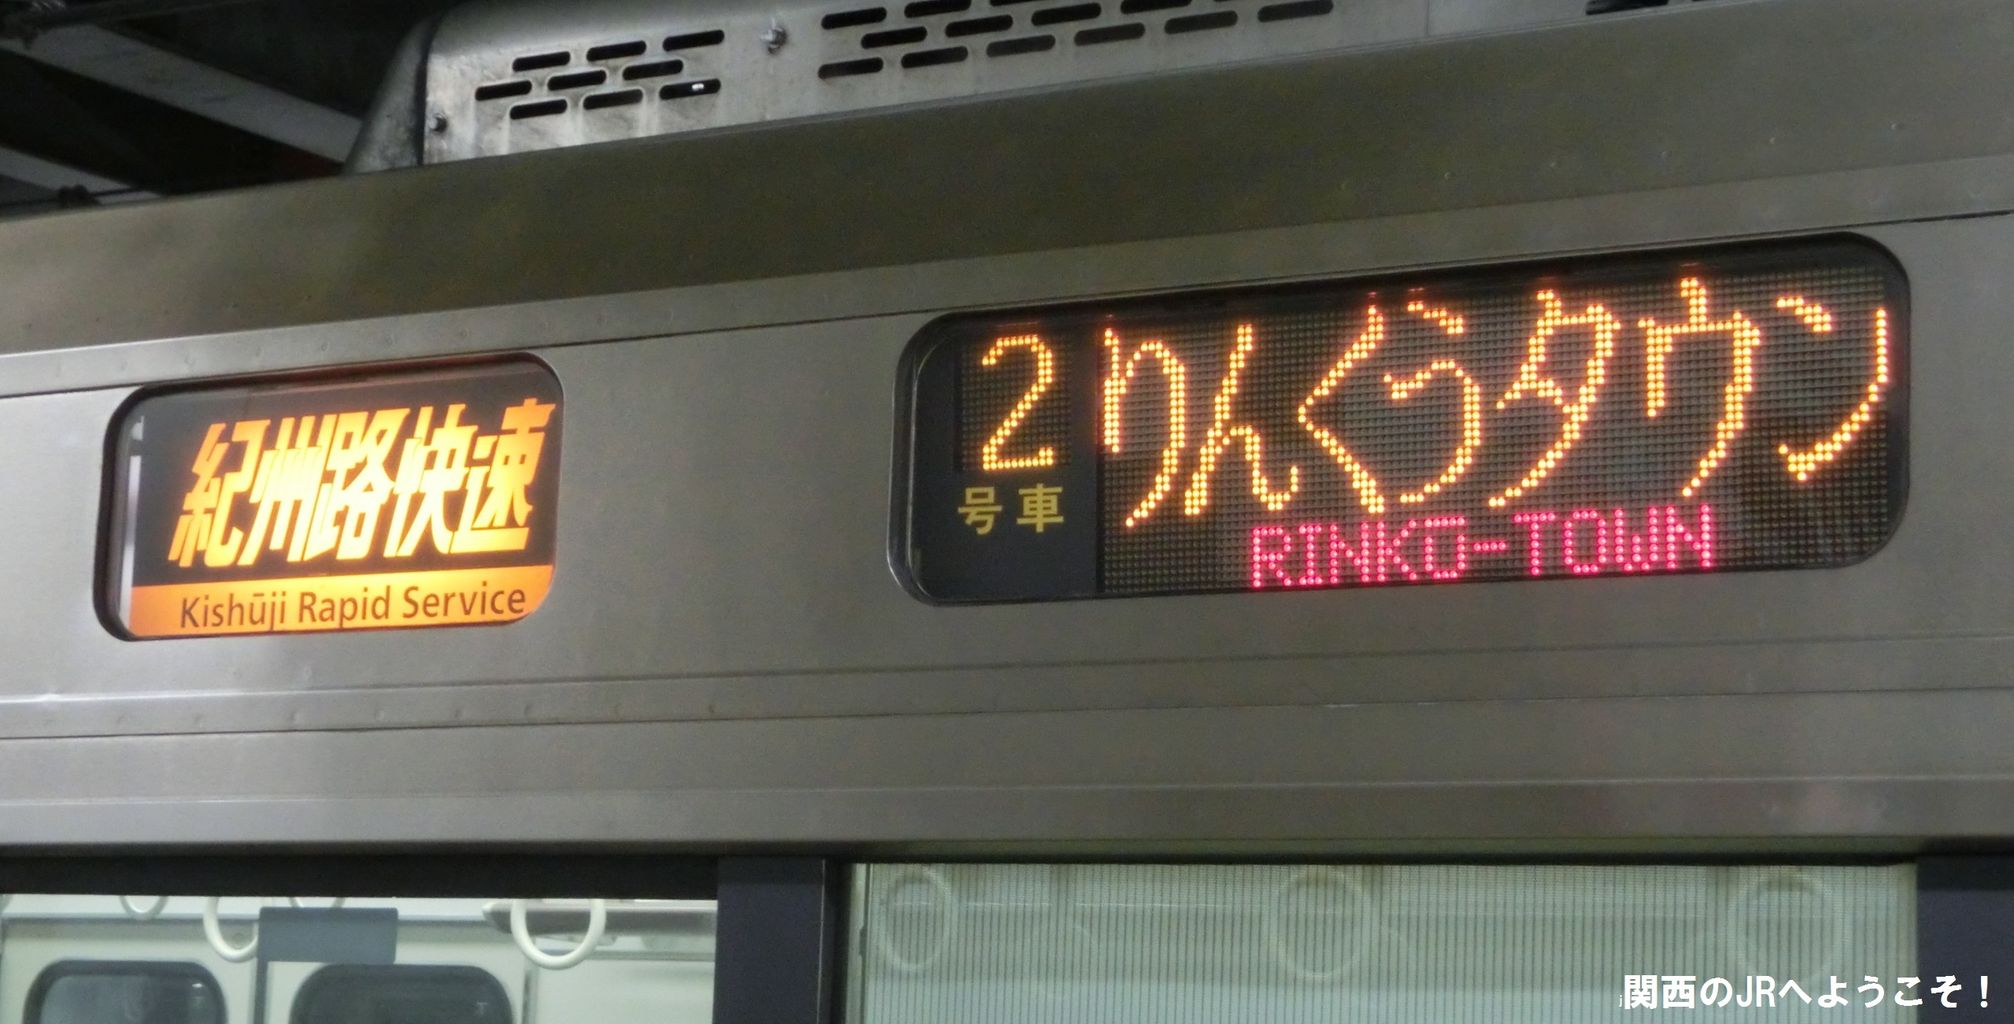 紀州路快速
Kishūji Rapid Service
2
号車
りんくうタウン
RINKŪ-TOWN
関西のJRへようこそ！